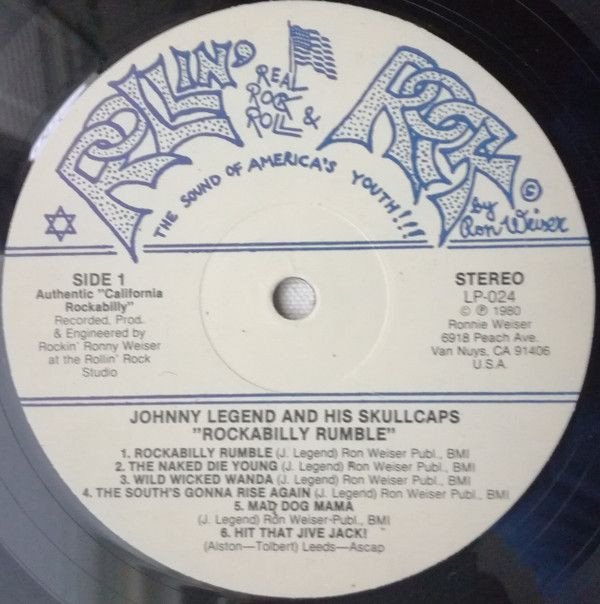 ROLLIN' ROCK ©
REAL
ROCK &
ROLL
THE SOUND OF AMERICA'S YOUTH!!!
by
Ron Weiser
SIDE 1
Authentic "California
Rockabilly"
Recorded, Prod.
& Engineered by
Rockin' Ronny Weiser
at the Rollin' Rock
Studio
STEREO
LP-024
© ℗ 1980
Ronnie Weiser
6918 Peach Ave.
Van Nuys, CA 91406
U.S.A.
JOHNNY LEGEND AND HIS SKULLCAPS
"ROCKABILLY RUMBLE"
1. ROCKABILLY RUMBLE (J. Legend) Ron Weiser Publ., BMI
2. THE NAKED DIE YOUNG (J. Legend) Ron Weiser Publ., BMI
3. WILD WICKED WANDA (J. Legend) Ron Weiser Publ., BMI
4. THE SOUTH'S GONNA RISE AGAIN (J. Legend) Ron Weiser Publ., BMI
5. MAD DOG MAMA
(J. Legend) Ron Weiser-Publ., BMI
6. HIT THAT JIVE JACK!
(Alston—Tolbert) Leeds—Ascap